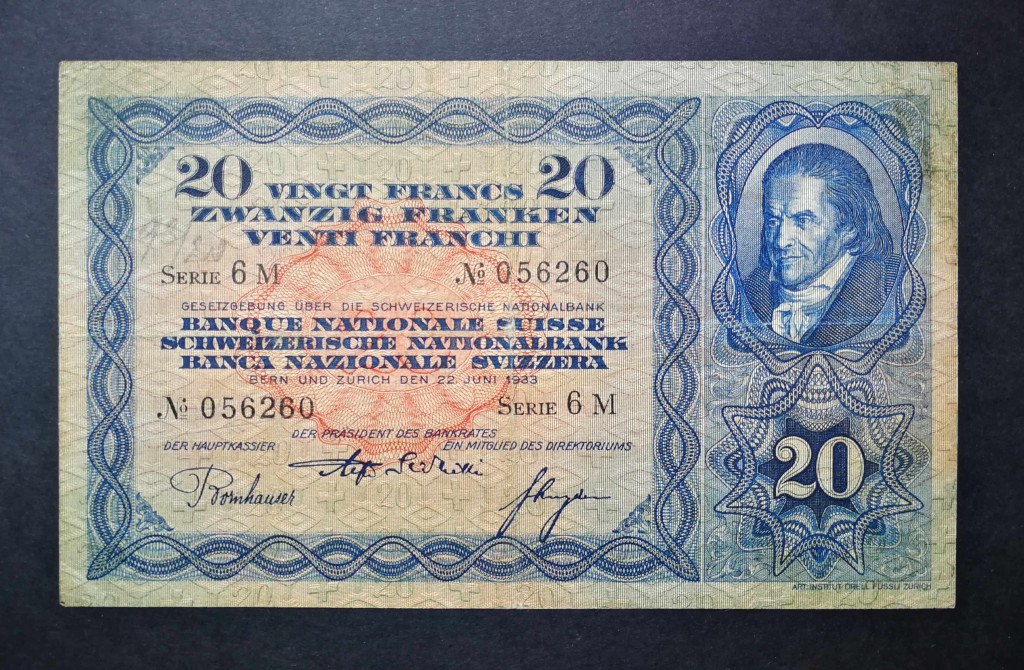 20 VINGT FRANCS 20
ZWANZIG FRANKEN
VENTI FRANCHI
SERIE 6 M № 056260
GESETZGEBUNG ÜBER DIE SCHWEIZERISCHE NATIONALBANK
BANQUE NATIONALE SUISSE
SCHWEIZERISCHE NATIONALBANK
BANCA NAZIONALE SVIZZERA
BERN UND ZÜRICH DEN 22. JUNI 1933
№ 056260 SERIE 6 M
DER PRÄSIDENT DES BANKRATES
DER HAUPTKASSIER EIN MITGLIED DES DIREKTORIUMS
Bornhauser
20
ART. INSTITUT ORELL FÜSSLI ZÜRICH